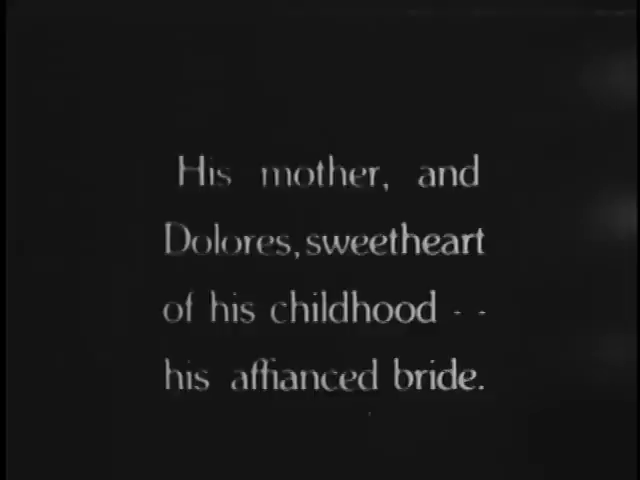 His mother, and
Dolores, sweetheart
of his childhood - -
his affianced bride.